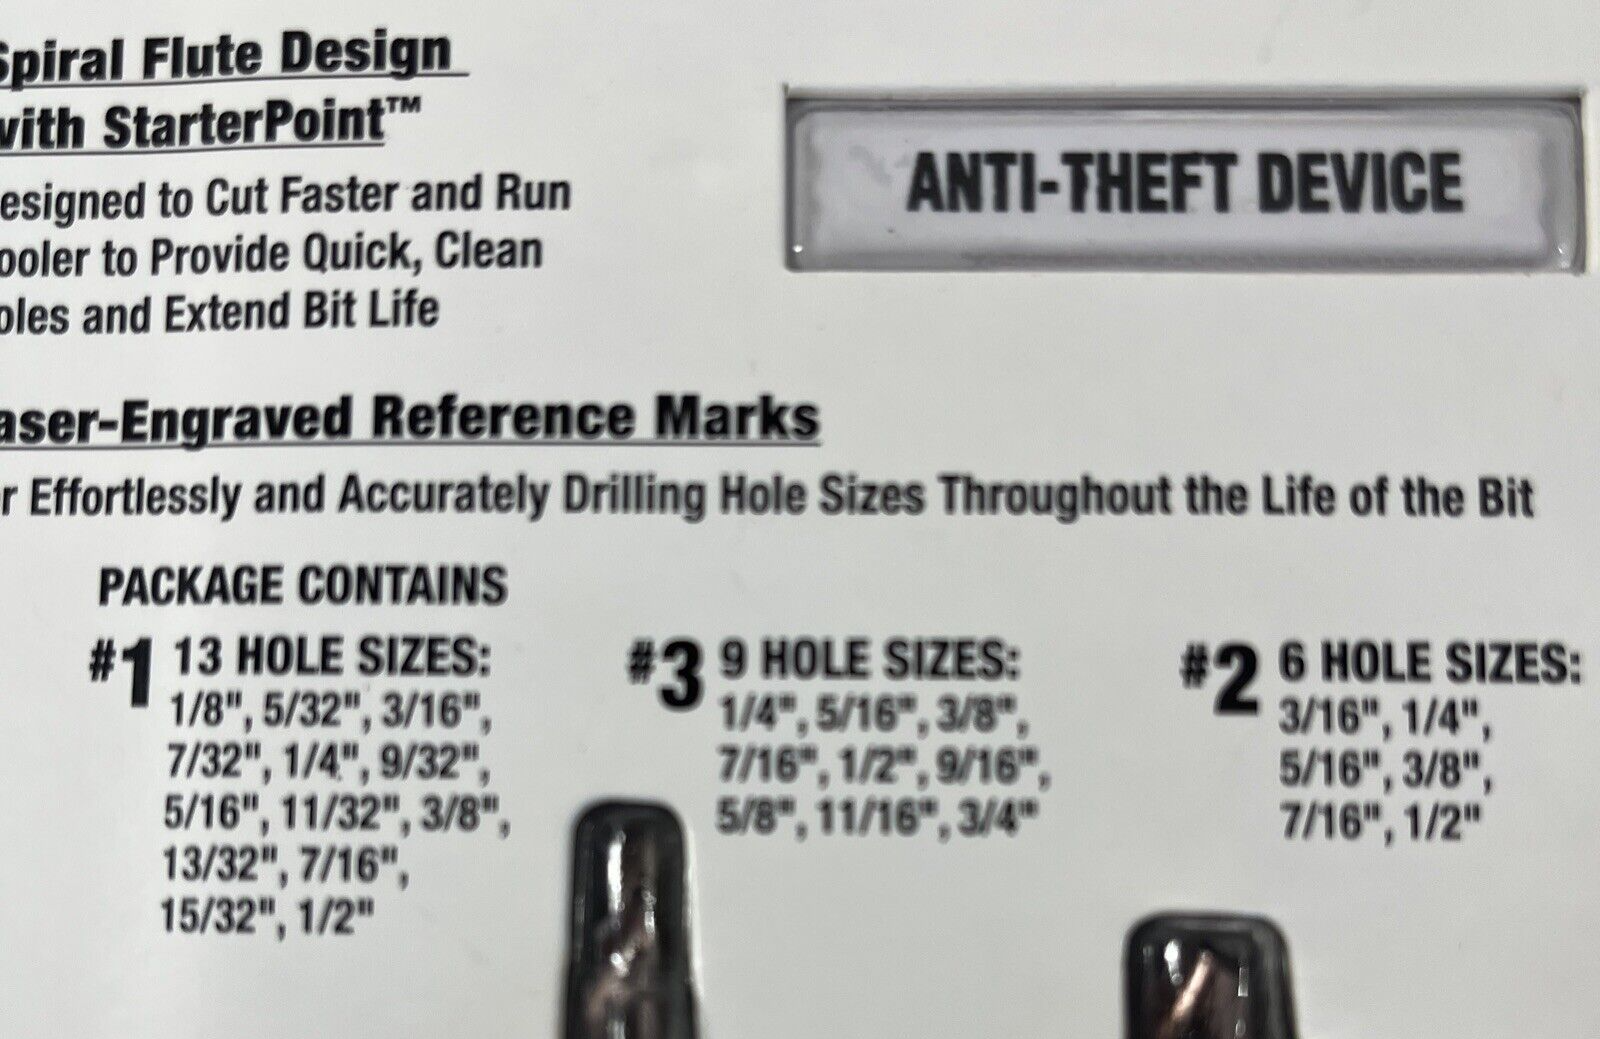 Spiral Flute Design
with StarterPoint™
esigned to Cut Faster and Run
ooler to Provide Quick, Clean
oles and Extend Bit Life
ANTI-THEFT DEVICE
aser-Engraved Reference Marks
r Effortlessly and Accurately Drilling Hole Sizes Throughout the Life of the Bit
PACKAGE CONTAINS
#1 13 HOLE SIZES:
1/8", 5/32", 3/16",
7/32", 1/4", 9/32",
5/16", 11/32", 3/8",
13/32", 7/16",
15/32", 1/2"
#3 9 HOLE SIZES:
1/4", 5/16", 3/8",
7/16", 1/2", 9/16",
5/8", 11/16", 3/4"
#2 6 HOLE SIZES:
3/16", 1/4",
5/16", 3/8",
7/16", 1/2"